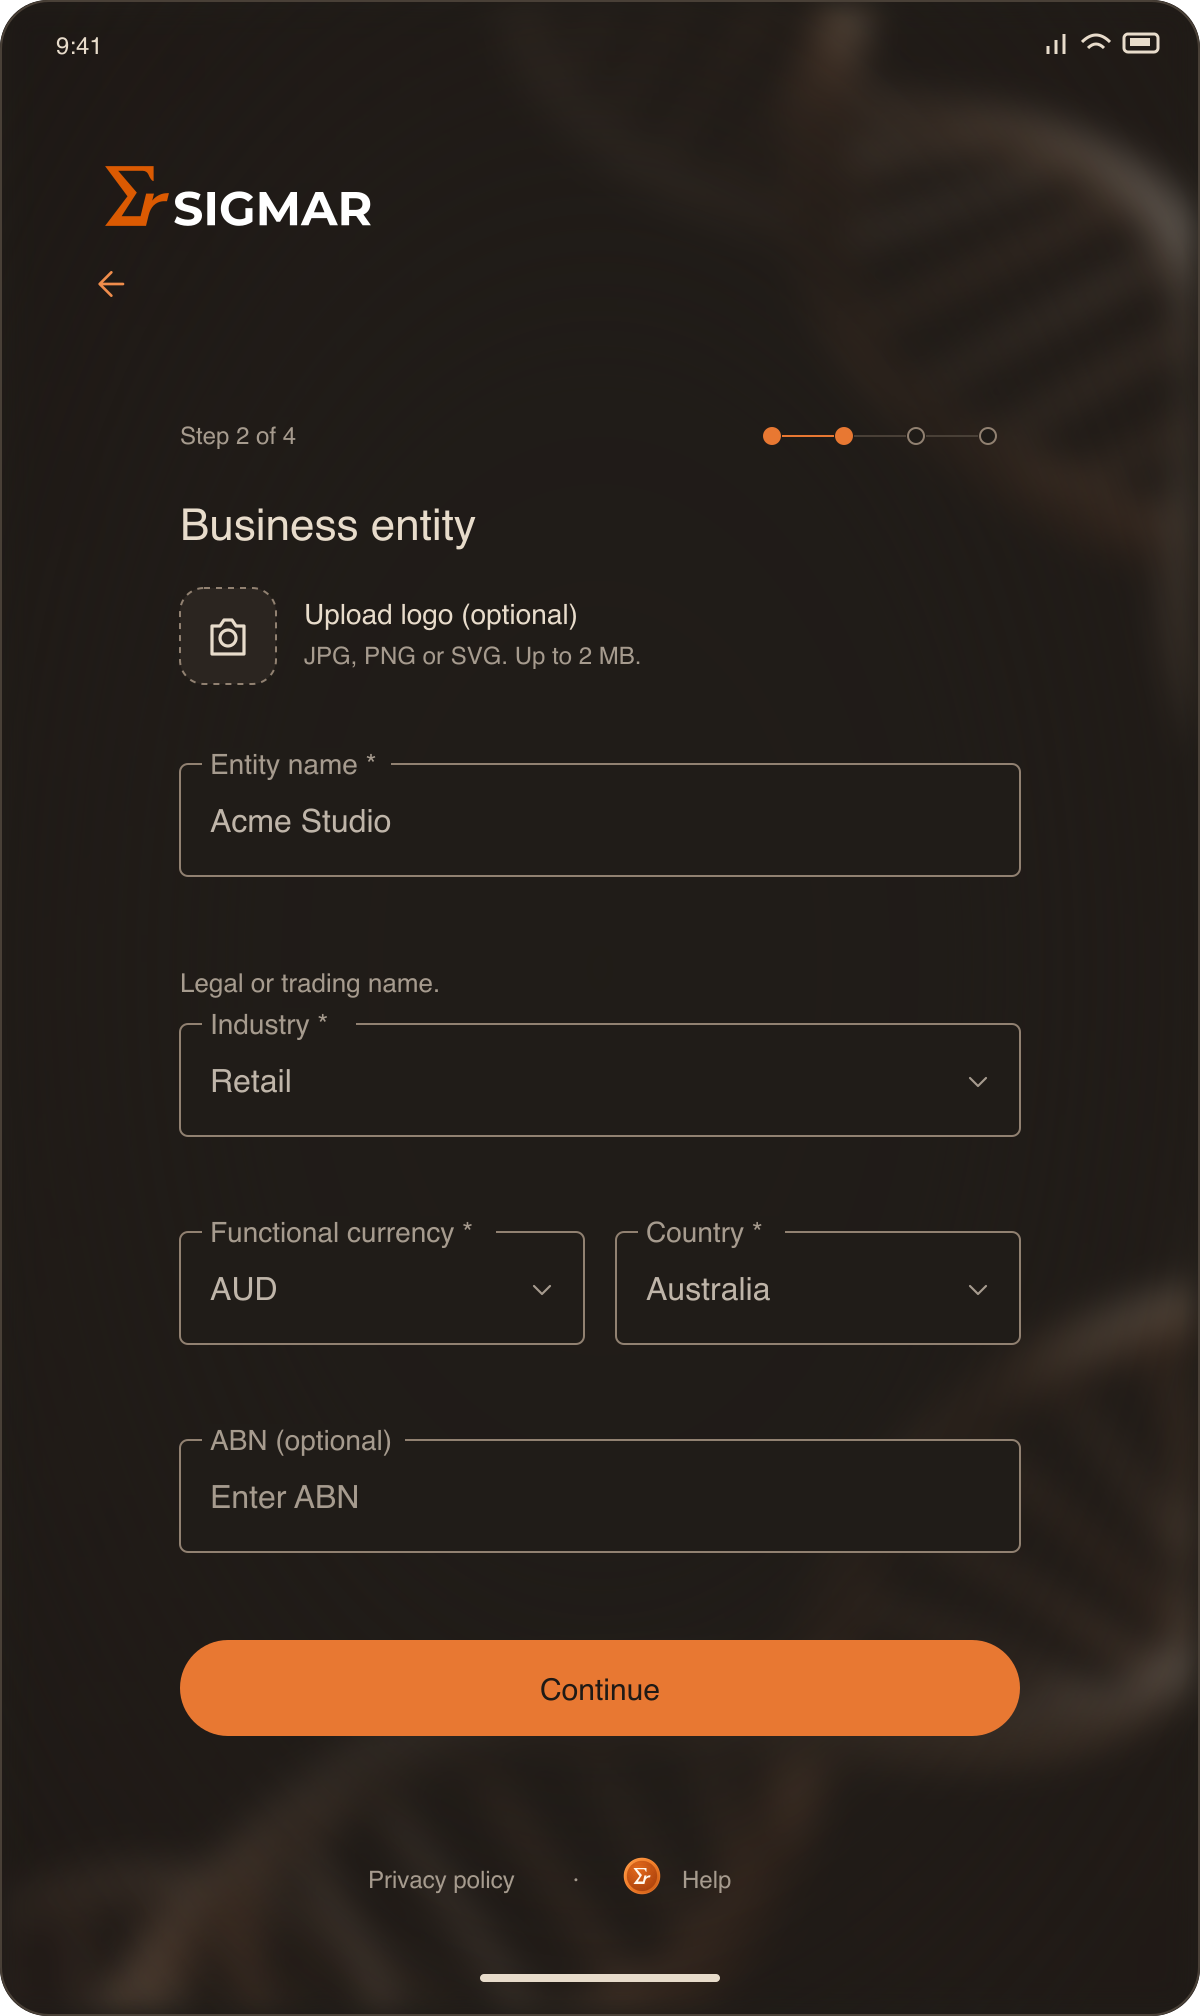 9:41
Σr SIGMAR
Step 2 of 4
Business entity
Upload logo (optional)
JPG, PNG or SVG. Up to 2 MB.
Entity name *
Acme Studio
Legal or trading name.
Industry *
Retail
Functional currency *
Country *
AUD
Australia
ABN (optional)
Enter ABN
Continue
Privacy policy · Σr Help